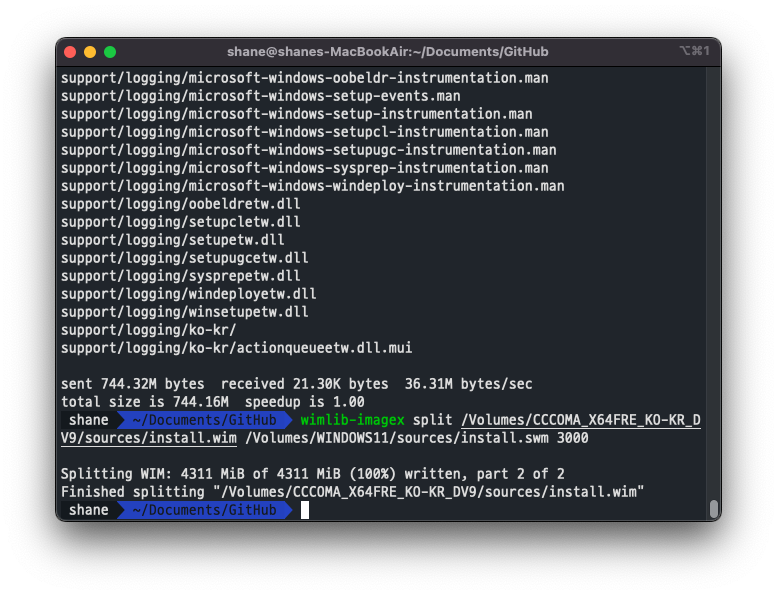 shane@shanes-MacBookAir:~/Documents/GitHub
⌥⌘1
support/logging/microsoft-windows-oobeldr-instrumentation.man
support/logging/microsoft-windows-setup-events.man
support/logging/microsoft-windows-setup-instrumentation.man
support/logging/microsoft-windows-setupcl-instrumentation.man
support/logging/microsoft-windows-setupugc-instrumentation.man
support/logging/microsoft-windows-sysprep-instrumentation.man
support/logging/microsoft-windows-windeploy-instrumentation.man
support/logging/oobeldretw.dll
support/logging/setupcletw.dll
support/logging/setupetw.dll
support/logging/setupugcetw.dll
support/logging/sysprepetw.dll
support/logging/windeployetw.dll
support/logging/winsetupetw.dll
support/logging/ko-kr/
support/logging/ko-kr/actionqueueetw.dll.mui
sent 744.32M bytes  received 21.30K bytes  36.31M bytes/sec
total size is 744.16M  speedup is 1.00
shane ~/Documents/GitHub wimlib-imagex split /Volumes/CCCOMA_X64FRE_KO-KR_D
V9/sources/install.wim /Volumes/WINDOWS11/sources/install.swm 3000
Splitting WIM: 4311 MiB of 4311 MiB (100%) written, part 2 of 2
Finished splitting "/Volumes/CCCOMA_X64FRE_KO-KR_DV9/sources/install.wim"
shane ~/Documents/GitHub